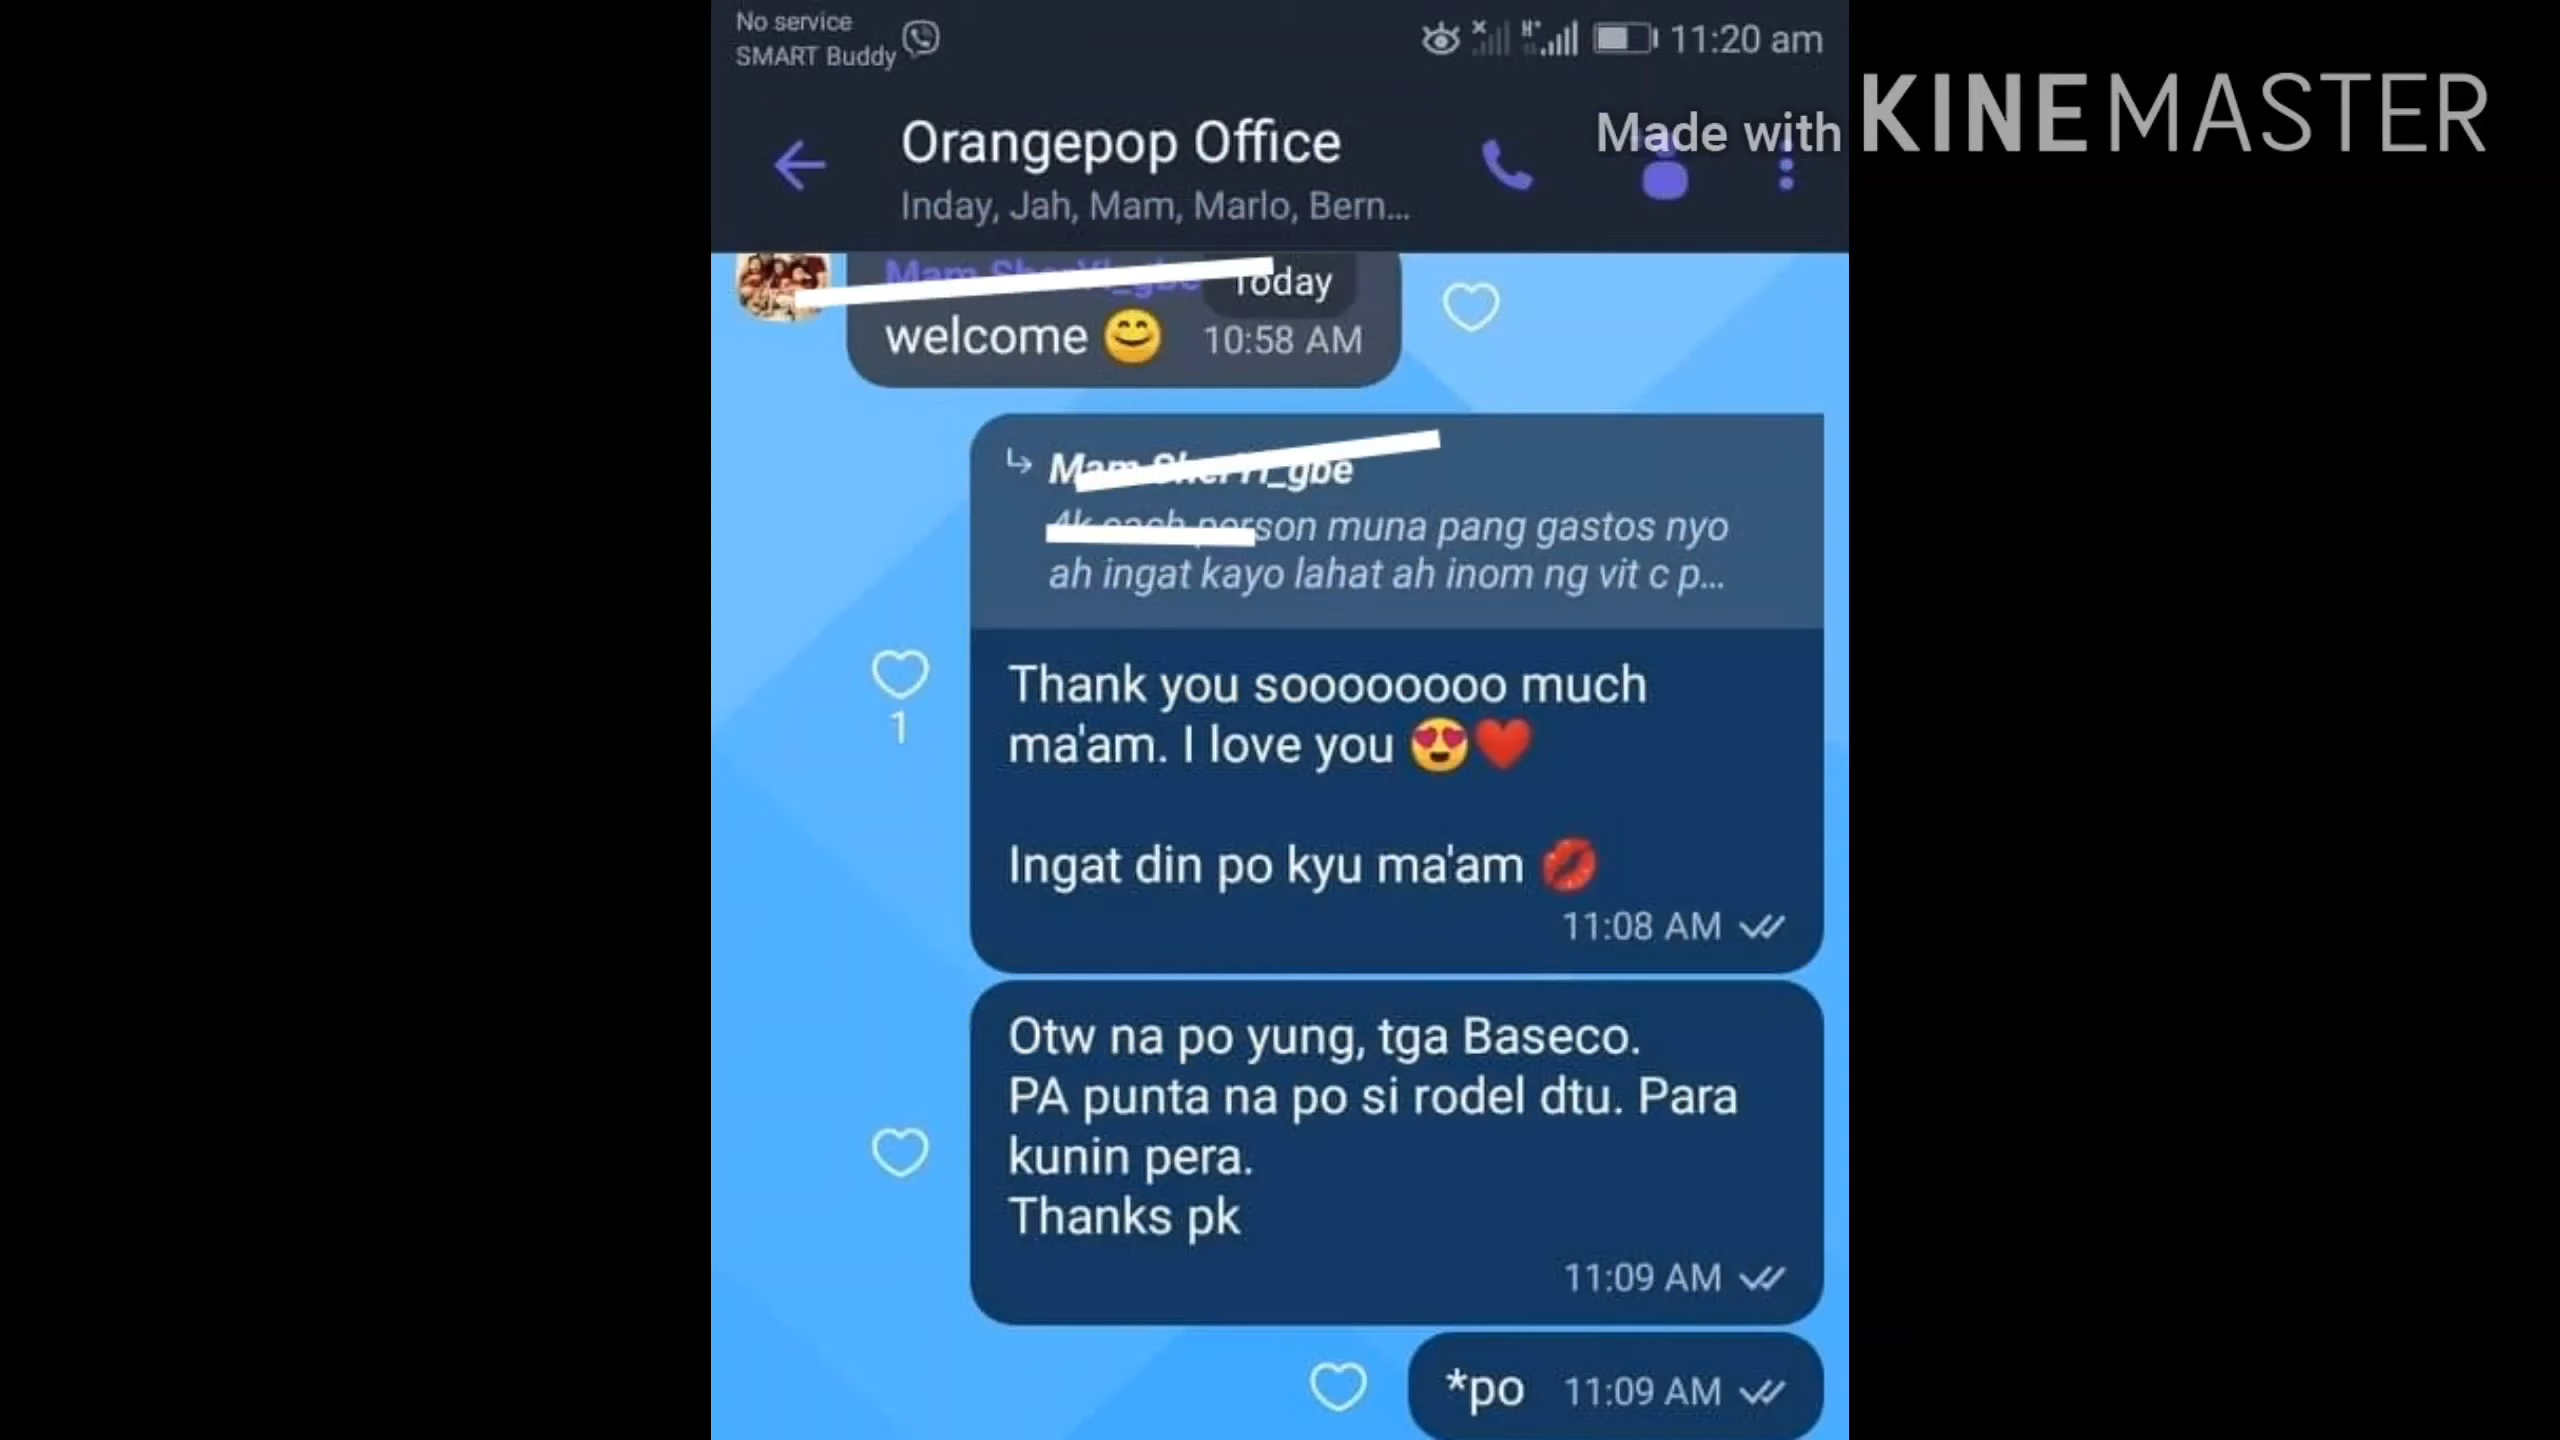 No service
SMART Buddy
11:20 am
Made with KINEMASTER
Orangepop Office
Inday, Jah, Mam, Marlo, Bern...
Today
welcome 😊 10:58 AM
muna pang gastos nyo
ah ingat kayo lahat ah inom ng vit c p...
Thank you soooooooo much
ma'am. I love you 😍❤️
1
Ingat din po kyu ma'am 💋
11:08 AM
Otw na po yung, tga Baseco.
PA punta na po si rodel dtu. Para
kunin pera.
Thanks pk
11:09 AM
*po 11:09 AM